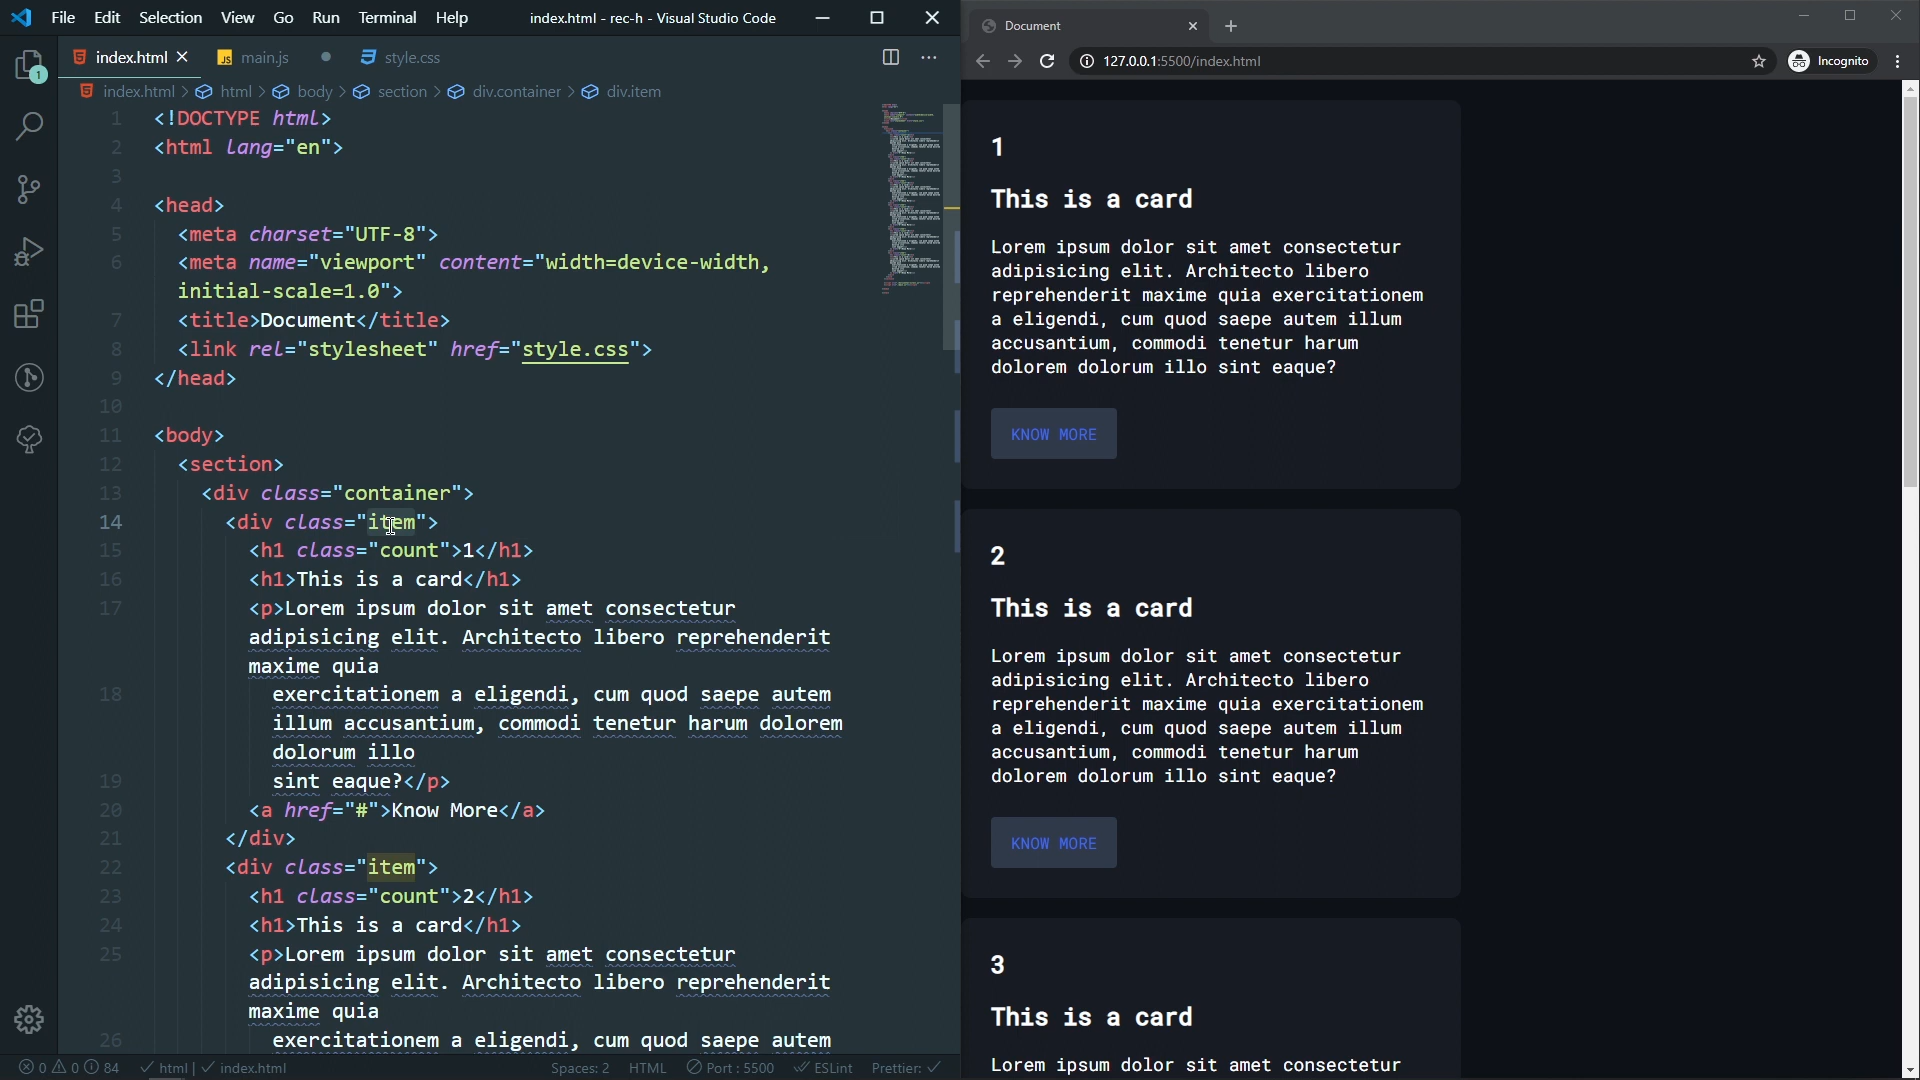 File Edit Selection View Go Run Terminal Help
index.html - rec-h - Visual Studio Code
index.html main.js style.css
index.html > html > body > section > div.container > div.item
1 <!DOCTYPE html>
2 <html lang="en">
3
4 <head>
5 <meta charset="UTF-8">
6 <meta name="viewport" content="width=device-width,
initial-scale=1.0">
7 <title>Document</title>
8 <link rel="stylesheet" href="style.css">
9 </head>
10
11 <body>
12 <section>
13 <div class="container">
14 <div class="item">
15 <h1 class="count">1</h1>
16 <h1>This is a card</h1>
17 <p>Lorem ipsum dolor sit amet consectetur
adipisicing elit. Architecto libero reprehenderit
maxime quia
18 exercitationem a eligendi, cum quod saepe autem
illum accusantium, commodi tenetur harum dolorem
dolorum illo
19 sint eaque?</p>
20 <a href="#">Know More</a>
21 </div>
22 <div class="item">
23 <h1 class="count">2</h1>
24 <h1>This is a card</h1>
25 <p>Lorem ipsum dolor sit amet consectetur
adipisicing elit. Architecto libero reprehenderit
maxime quia
26 exercitationem a eligendi, cum quod saepe autem
1
0 0 84 html | index.html Spaces: 2 HTML Port : 5500 ESLint Prettier:
Document
127.0.0.1:5500/index.html
Incognito
1
This is a card
Lorem ipsum dolor sit amet consectetur
adipisicing elit. Architecto libero
reprehenderit maxime quia exercitationem
a eligendi, cum quod saepe autem illum
accusantium, commodi tenetur harum
dolorem dolorum illo sint eaque?
KNOW MORE
2
This is a card
Lorem ipsum dolor sit amet consectetur
adipisicing elit. Architecto libero
reprehenderit maxime quia exercitationem
a eligendi, cum quod saepe autem illum
accusantium, commodi tenetur harum
dolorem dolorum illo sint eaque?
KNOW MORE
3
This is a card
Lorem ipsum dolor sit amet consectetur